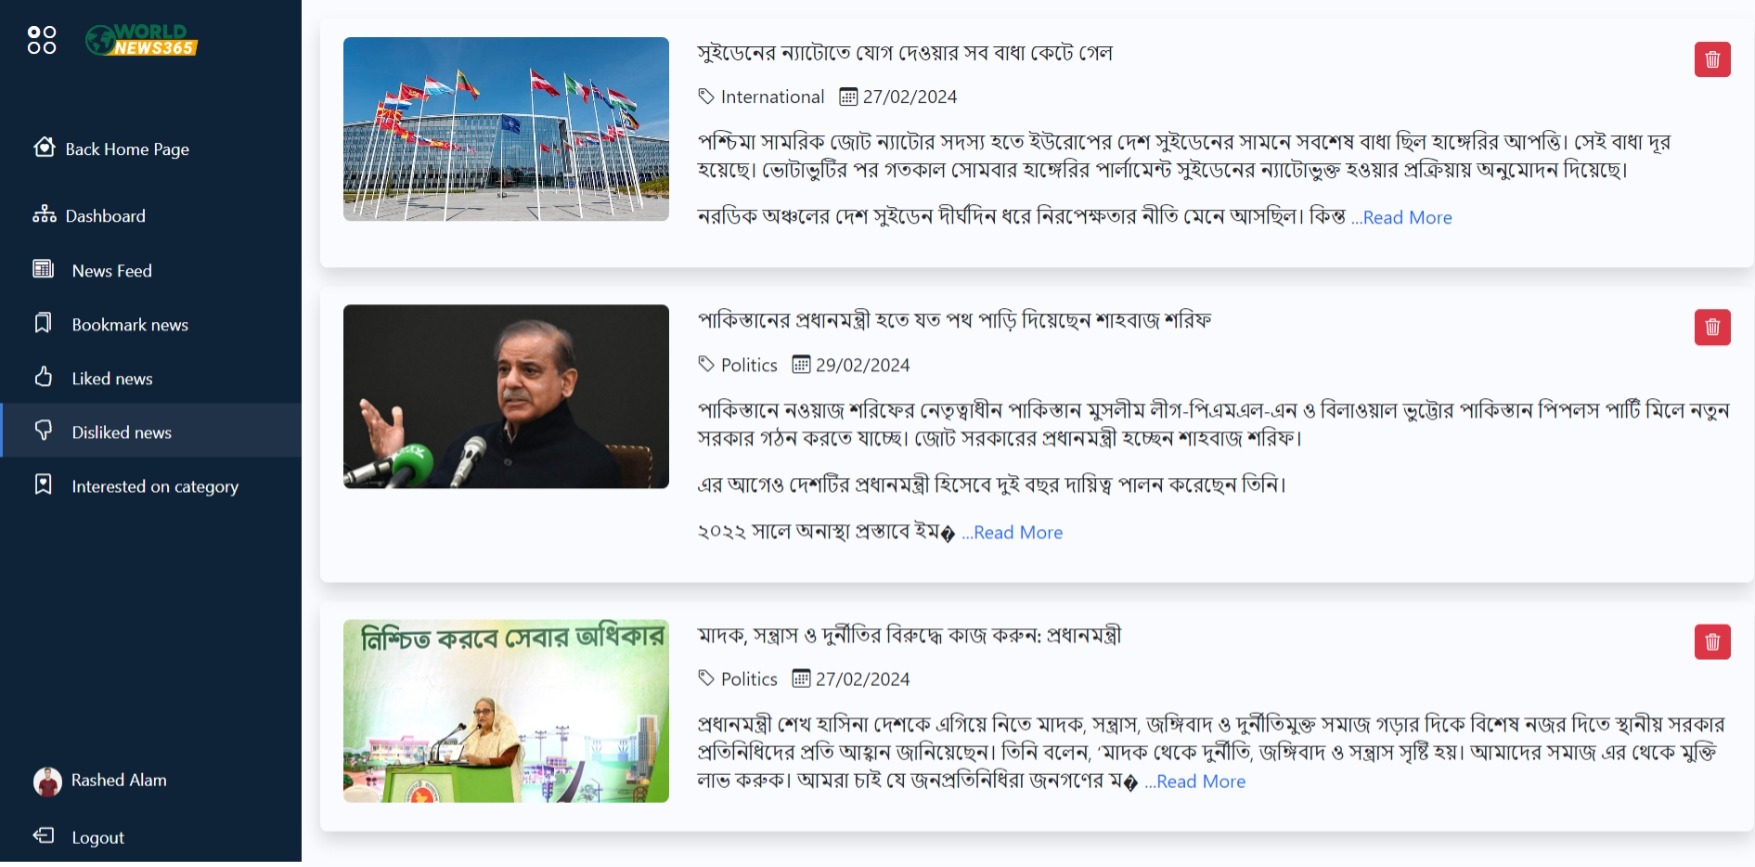 WORLD
NEWS365
Back Home Page
Dashboard
News Feed
Bookmark news
Liked news
Disliked news
Interested on category
Rashed Alam
Logout
সুইডেনের ন্যাটোতে যোগ দেওয়ার সব বাধা কেটে গেল
International 27/02/2024
পশ্চিমা সামরিক জোট ন্যাটোর সদস্য হতে ইউরোপের দেশ সুইডেনের সামনে সবশেষ বাধা ছিল হাঙ্গেরির আপত্তি। সেই বাধা দূর
হয়েছে। ভোটাভুটির পর গতকাল সোমবার হাঙ্গেরির পার্লামেন্ট সুইডেনের ন্যাটোভুক্ত হওয়ার প্রক্রিয়ায় অনুমোদন দিয়েছে।
নরডিক অঞ্চলের দেশ সুইডেন দীর্ঘদিন ধরে নিরপেক্ষতার নীতি মেনে আসছিল। কিন্ত ...Read More
পাকিস্তানের প্রধানমন্ত্রী হতে যত পথ পাড়ি দিয়েছেন শাহবাজ শরিফ
Politics 29/02/2024
পাকিস্তানে নওয়াজ শরিফের নেতৃত্বাধীন পাকিস্তান মুসলীম লীগ-পিএমএল-এন ও বিলাওয়াল ভুট্টোর পাকিস্তান পিপলস পার্টি মিলে নতুন
সরকার গঠন করতে যাচ্ছে। জোট সরকারের প্রধানমন্ত্রী হচ্ছেন শাহবাজ শরিফ।
এর আগেও দেশটির প্রধানমন্ত্রী হিসেবে দুই বছর দায়িত্ব পালন করেছেন তিনি।
২০২২ সালে অনাস্থা প্রস্তাবে ইম� ...Read More
নিশ্চিত করবে সেবার অধিকার
মাদক, সন্ত্রাস ও দুর্নীতির বিরুদ্ধে কাজ করুন: প্রধানমন্ত্রী
Politics 27/02/2024
প্রধানমন্ত্রী শেখ হাসিনা দেশকে এগিয়ে নিতে মাদক, সন্ত্রাস, জঙ্গিবাদ ও দুর্নীতিমুক্ত সমাজ গড়ার দিকে বিশেষ নজর দিতে স্থানীয় সরকার
প্রতিনিধিদের প্রতি আহ্বান জানিয়েছেন। তিনি বলেন, ‘মাদক থেকে দুর্নীতি, জঙ্গিবাদ ও সন্ত্রাস সৃষ্টি হয়। আমাদের সমাজ এর থেকে মুক্তি
লাভ করুক। আমরা চাই যে জনপ্রতিনিধিরা জনগণের ম� ...Read More